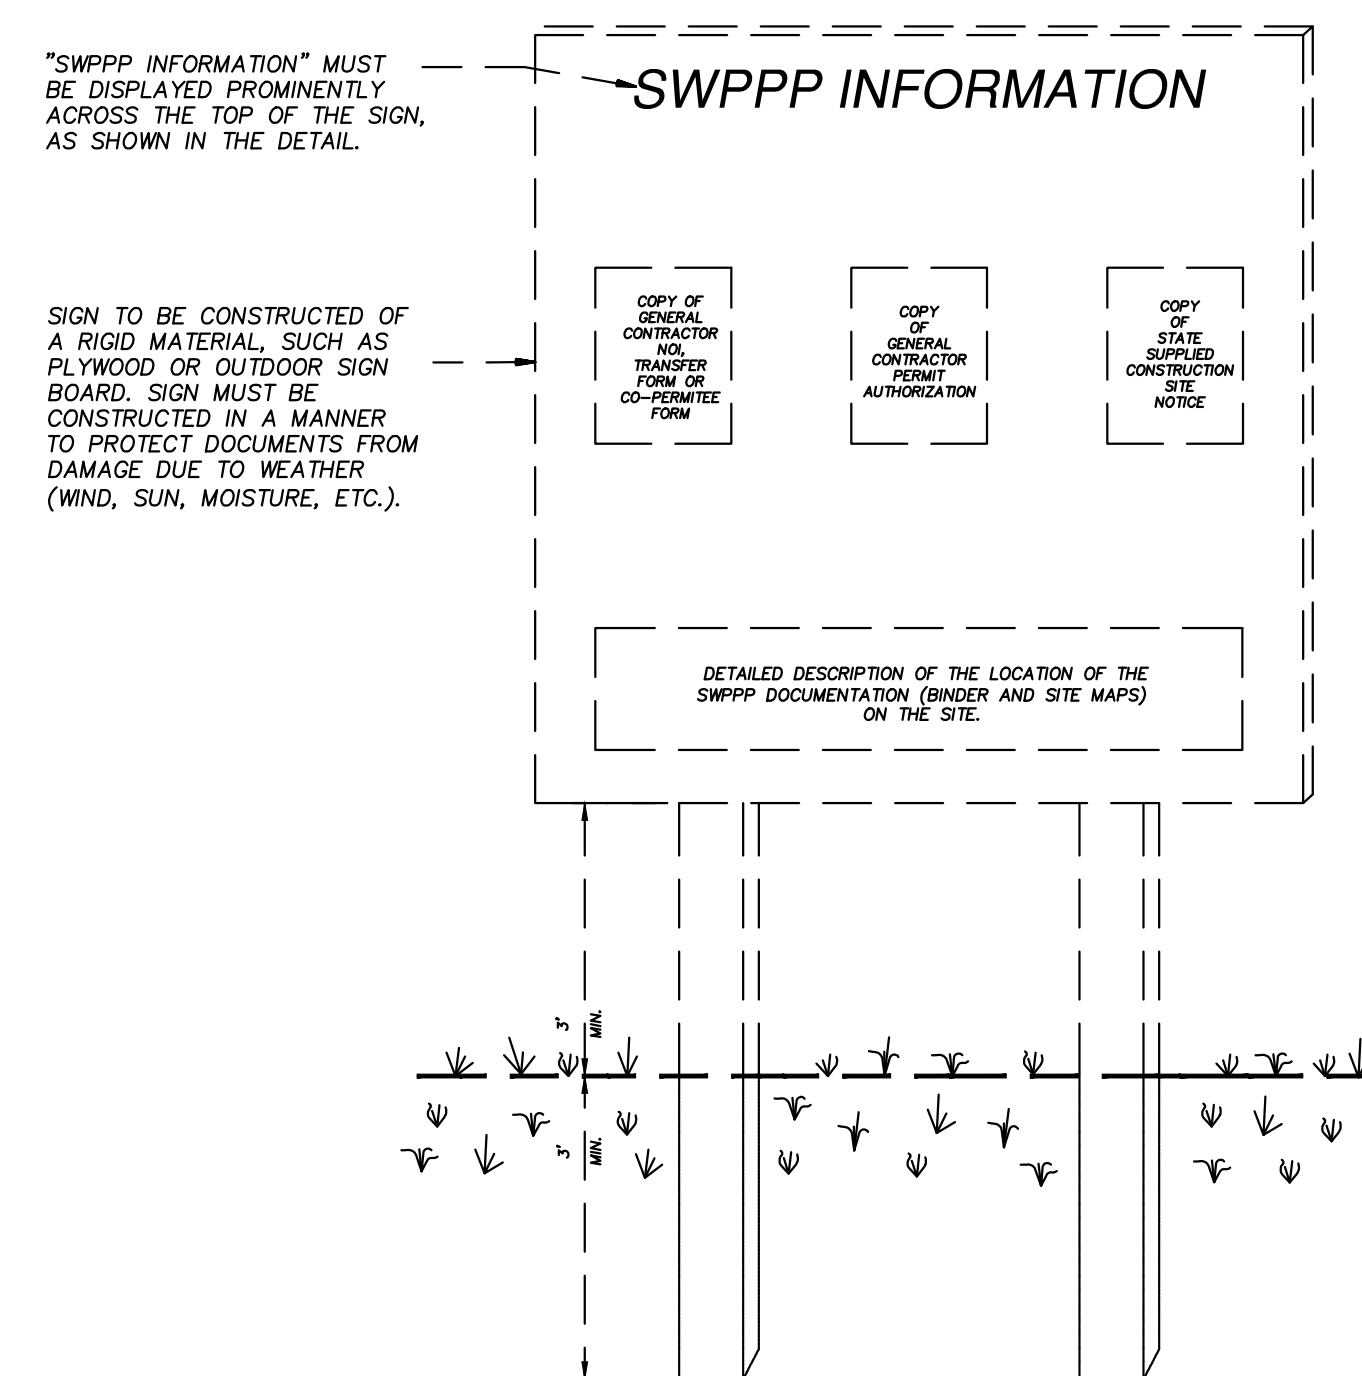 "SWPPP INFORMATION" MUST
BE DISPLAYED PROMINENTLY
ACROSS THE TOP OF THE SIGN,
AS SHOWN IN THE DETAIL.
SWPPP INFORMATION
SIGN TO BE CONSTRUCTED OF
A RIGID MATERIAL, SUCH AS
PLYWOOD OR OUTDOOR SIGN
BOARD. SIGN MUST BE
CONSTRUCTED IN A MANNER
TO PROTECT DOCUMENTS FROM
DAMAGE DUE TO WEATHER
(WIND, SUN, MOISTURE, ETC.).
COPY OF
GENERAL
CONTRACTOR
NOI,
TRANSFER
FORM OR
CO-PERMITEE
FORM
COPY
OF
GENERAL
CONTRACTOR
PERMIT
AUTHORIZATION
COPY
OF
STATE
SUPPLIED
CONSTRUCTION
SITE
NOTICE
DETAILED DESCRIPTION OF THE LOCATION OF THE
SWPPP DOCUMENTATION (BINDER AND SITE MAPS)
ON THE SITE.
3'
MIN.
3'
MIN.